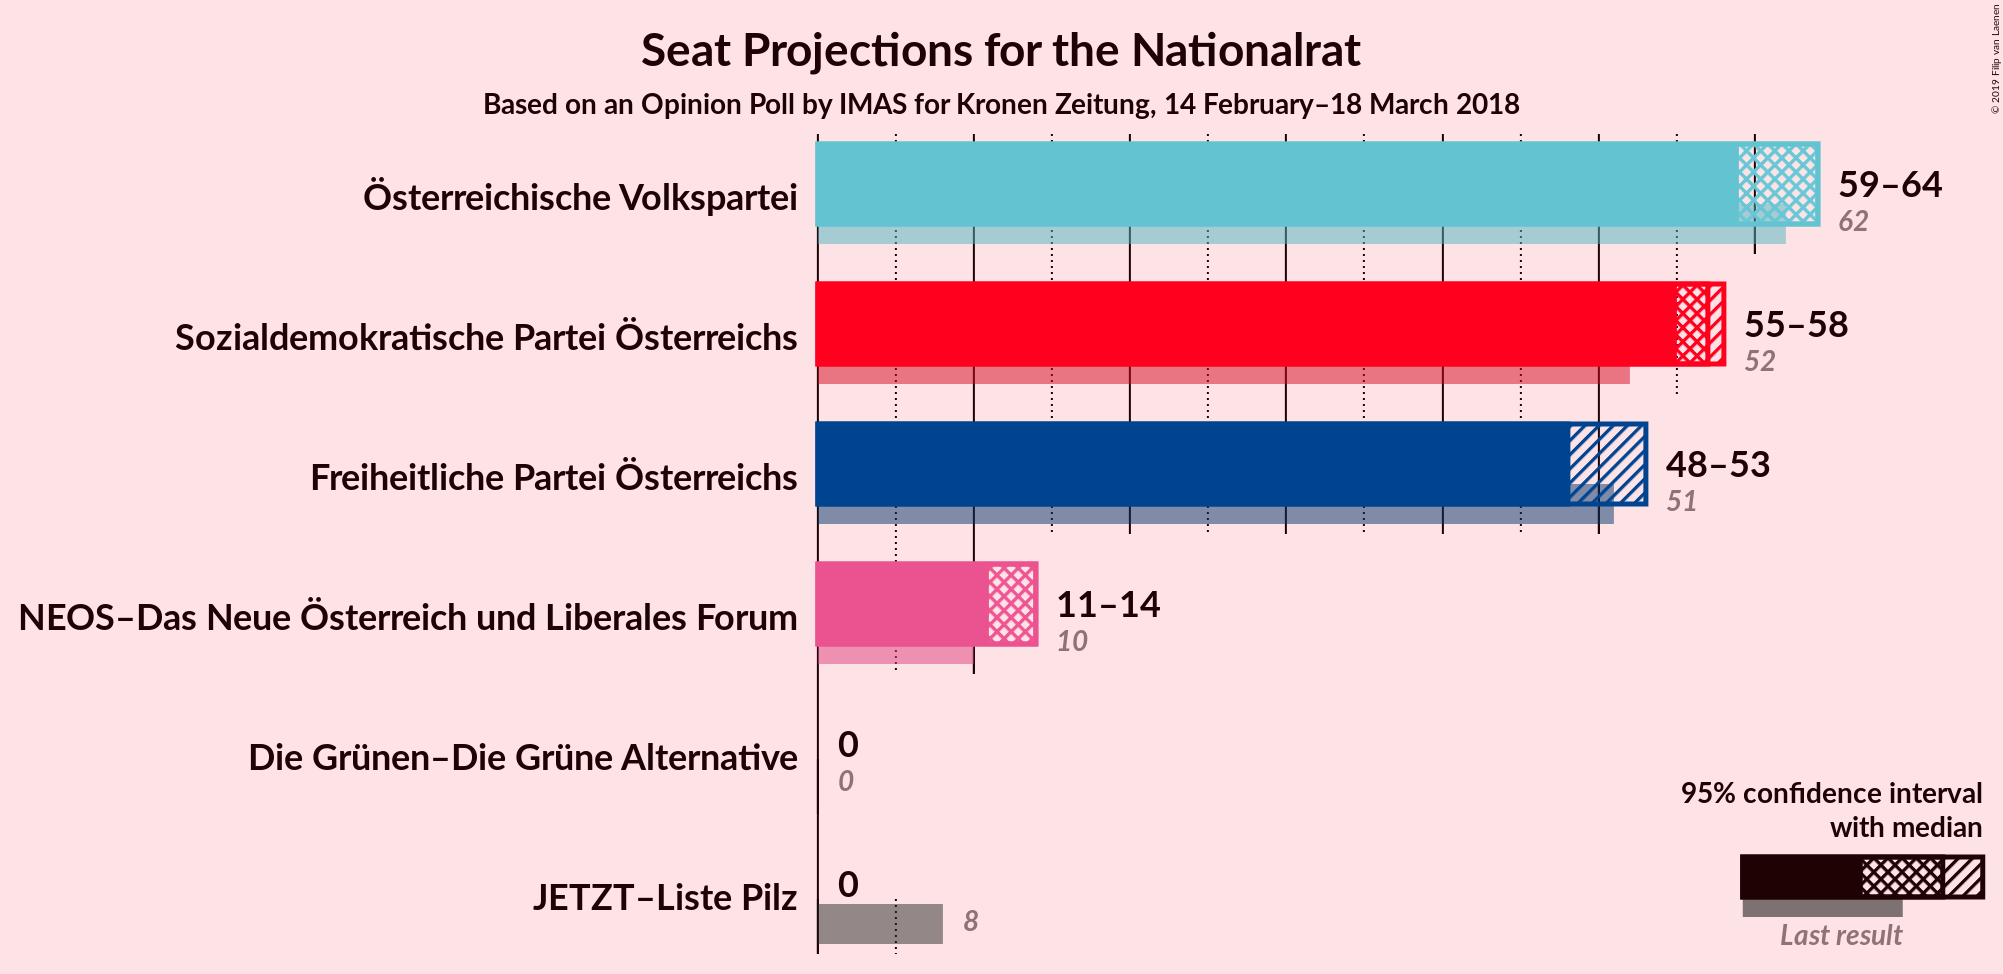 Seat Projections for the Nationalrat
Based on an Opinion Poll by IMAS for Kronen Zeitung, 14 February–18 March 2018
© 2019 Filip van Laenen
Österreichische Volkspartei
59–64
62
Sozialdemokratische Partei Österreichs
55–58
52
Freiheitliche Partei Österreichs
48–53
51
NEOS–Das Neue Österreich und Liberales Forum
11–14
10
Die Grünen–Die Grüne Alternative
0
0
JETZT–Liste Pilz
0
8
95% confidence interval
with median
Last result